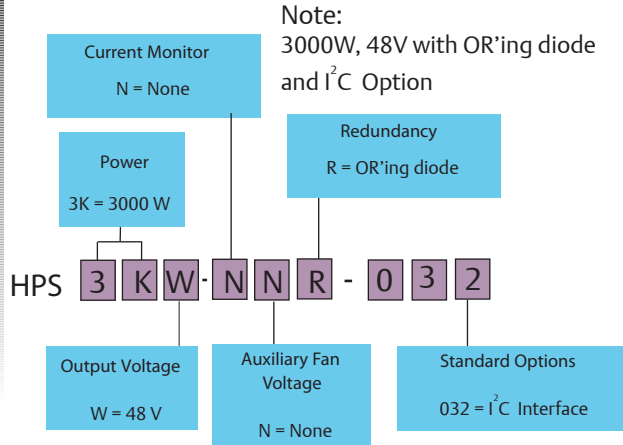 Note:
3000W, 48V with OR'ing diode
and I²C Option
Current Monitor
N = None
Redundancy
R = OR'ing diode
Power
3K = 3000 W
HPS 3 K W - N N R - 0 3 2
Output Voltage
W = 48 V
Auxiliary Fan
Voltage
N = None
Standard Options
032 = I²C Interface